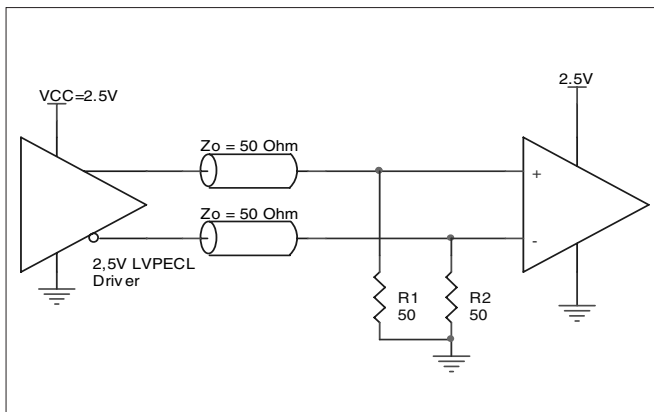 VCC=2.5V
2.5V
Zo = 50 Ohm
+
Zo = 50 Ohm
-
2,5V LVPECL
Driver
R1
50
R2
50